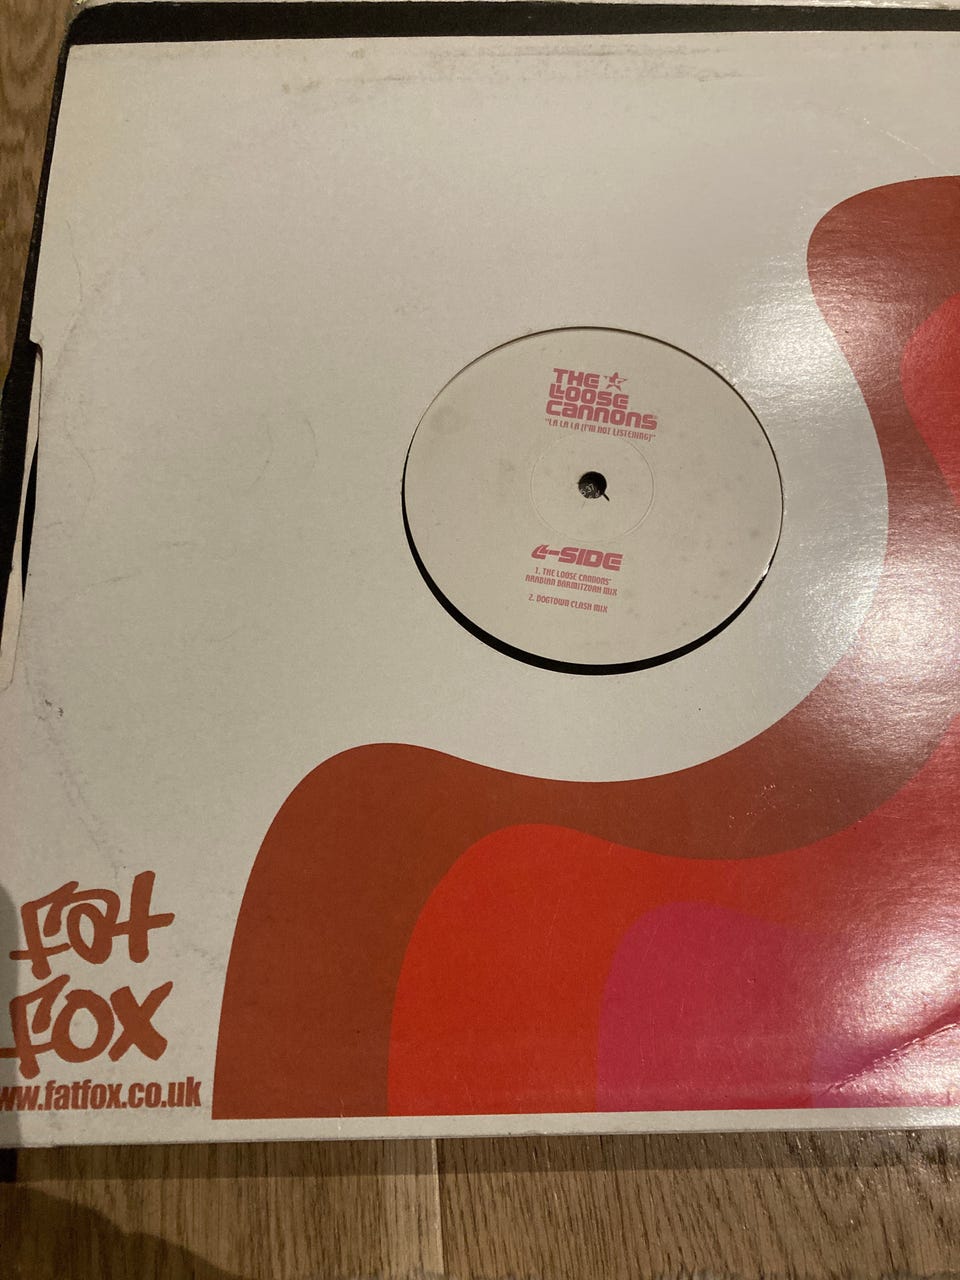 THE
LOOSE
CANNONS
"LA LA LA (I'M NOT LISTENING)"
L-SIDE
1. THE LOOSE CANNONS'
ARABIAN BARMITZVAH MIX
2. DOGTOWN CLASH MIX
Fat
Fox
www.fatfox.co.uk